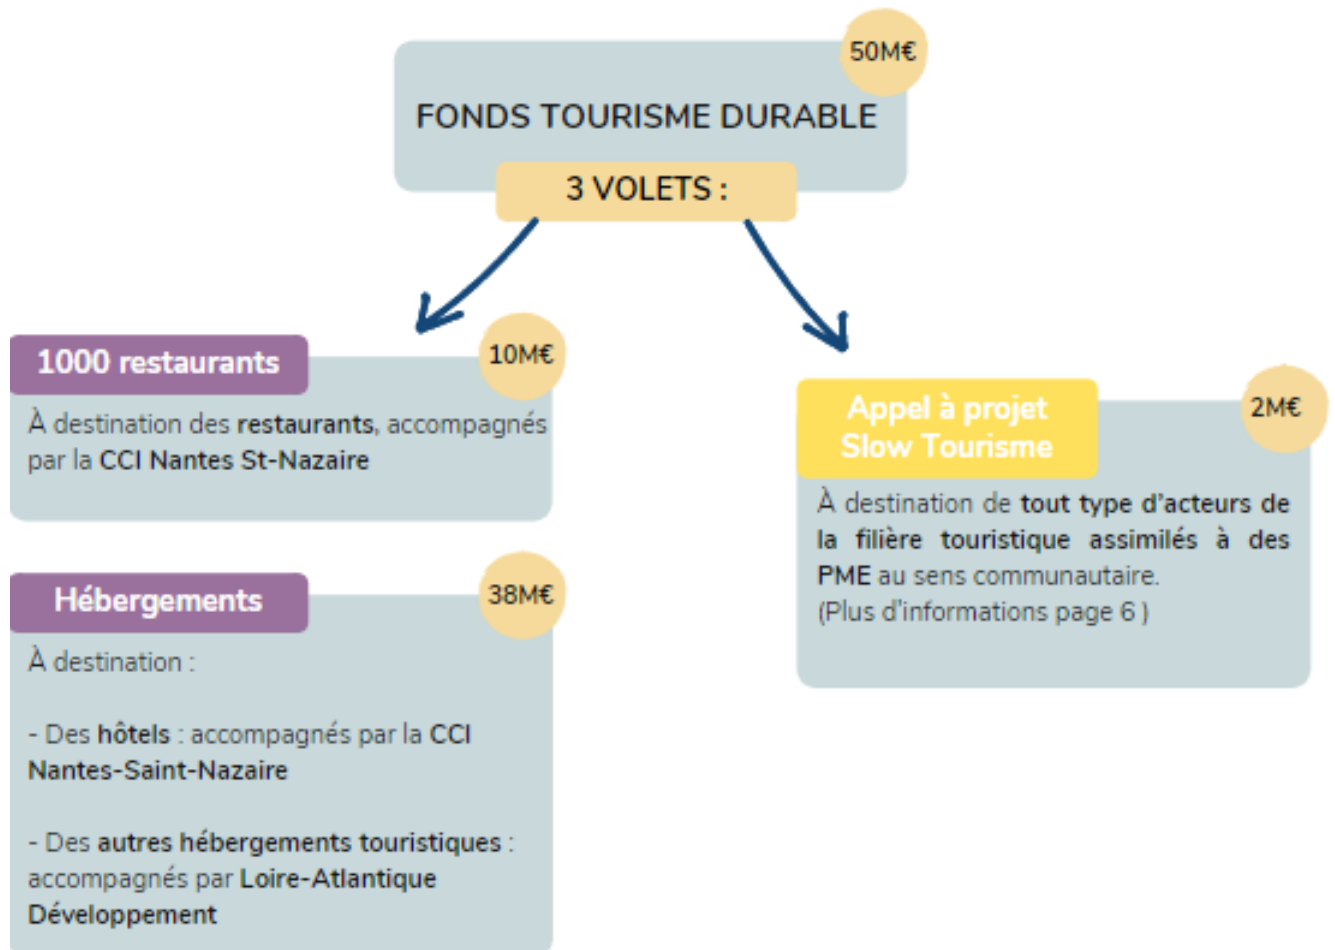 50M€
FONDS TOURISME DURABLE
3 VOLETS :
1000 restaurants
10M€
À destination des restaurants, accompagnés
par la CCI Nantes St-Nazaire
Hébergements
38M€
À destination :
- Des hôtels : accompagnés par la CCI
Nantes-Saint-Nazaire
- Des autres hébergements touristiques :
accompagnés par Loire-Atlantique
Développement
Appel à projet
Slow Tourisme
2M€
À destination de tout type d'acteurs de
la filière touristique assimilés à des
PME au sens communautaire.
(Plus d'informations page 6 )